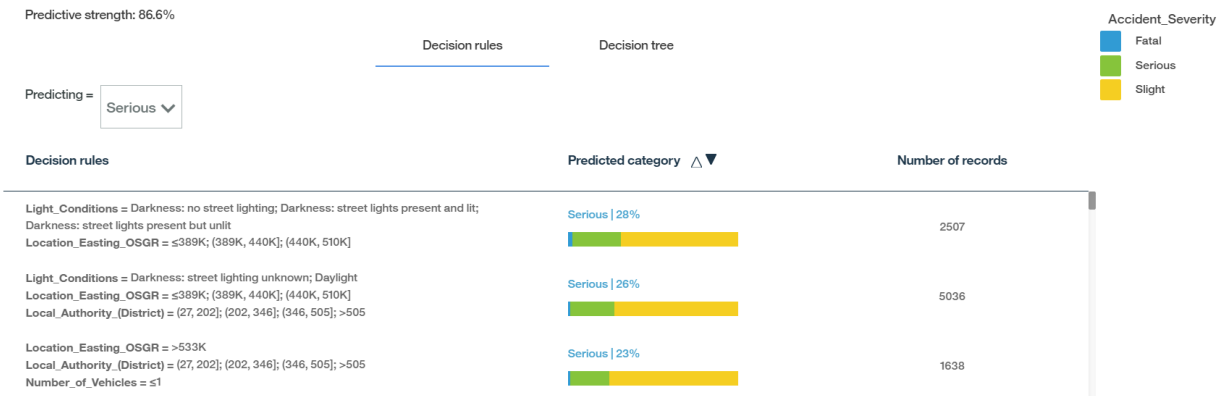 Predictive strength: 86.6%
Accident_Severity
Fatal
Serious
Slight
Decision rules
Decision tree
Predicting =
Serious
Decision rules
Predicted category
Number of records
Light_Conditions = Darkness: no street lighting; Darkness: street lights present and lit;
Darkness: street lights present but unlit
Location_Easting_OSGR = ≤389K; (389K, 440K]; (440K, 510K]
Serious | 28%
2507
Light_Conditions = Darkness: street lighting unknown; Daylight
Location_Easting_OSGR = ≤389K; (389K, 440K]; (440K, 510K]
Local_Authority_(District) = (27, 202]; (202, 346]; (346, 505]; >505
Serious | 26%
5036
Location_Easting_OSGR = >533K
Local_Authority_(District) = (27, 202]; (202, 346]; (346, 505]; >505
Number_of_Vehicles = ≤1
Serious | 23%
1638